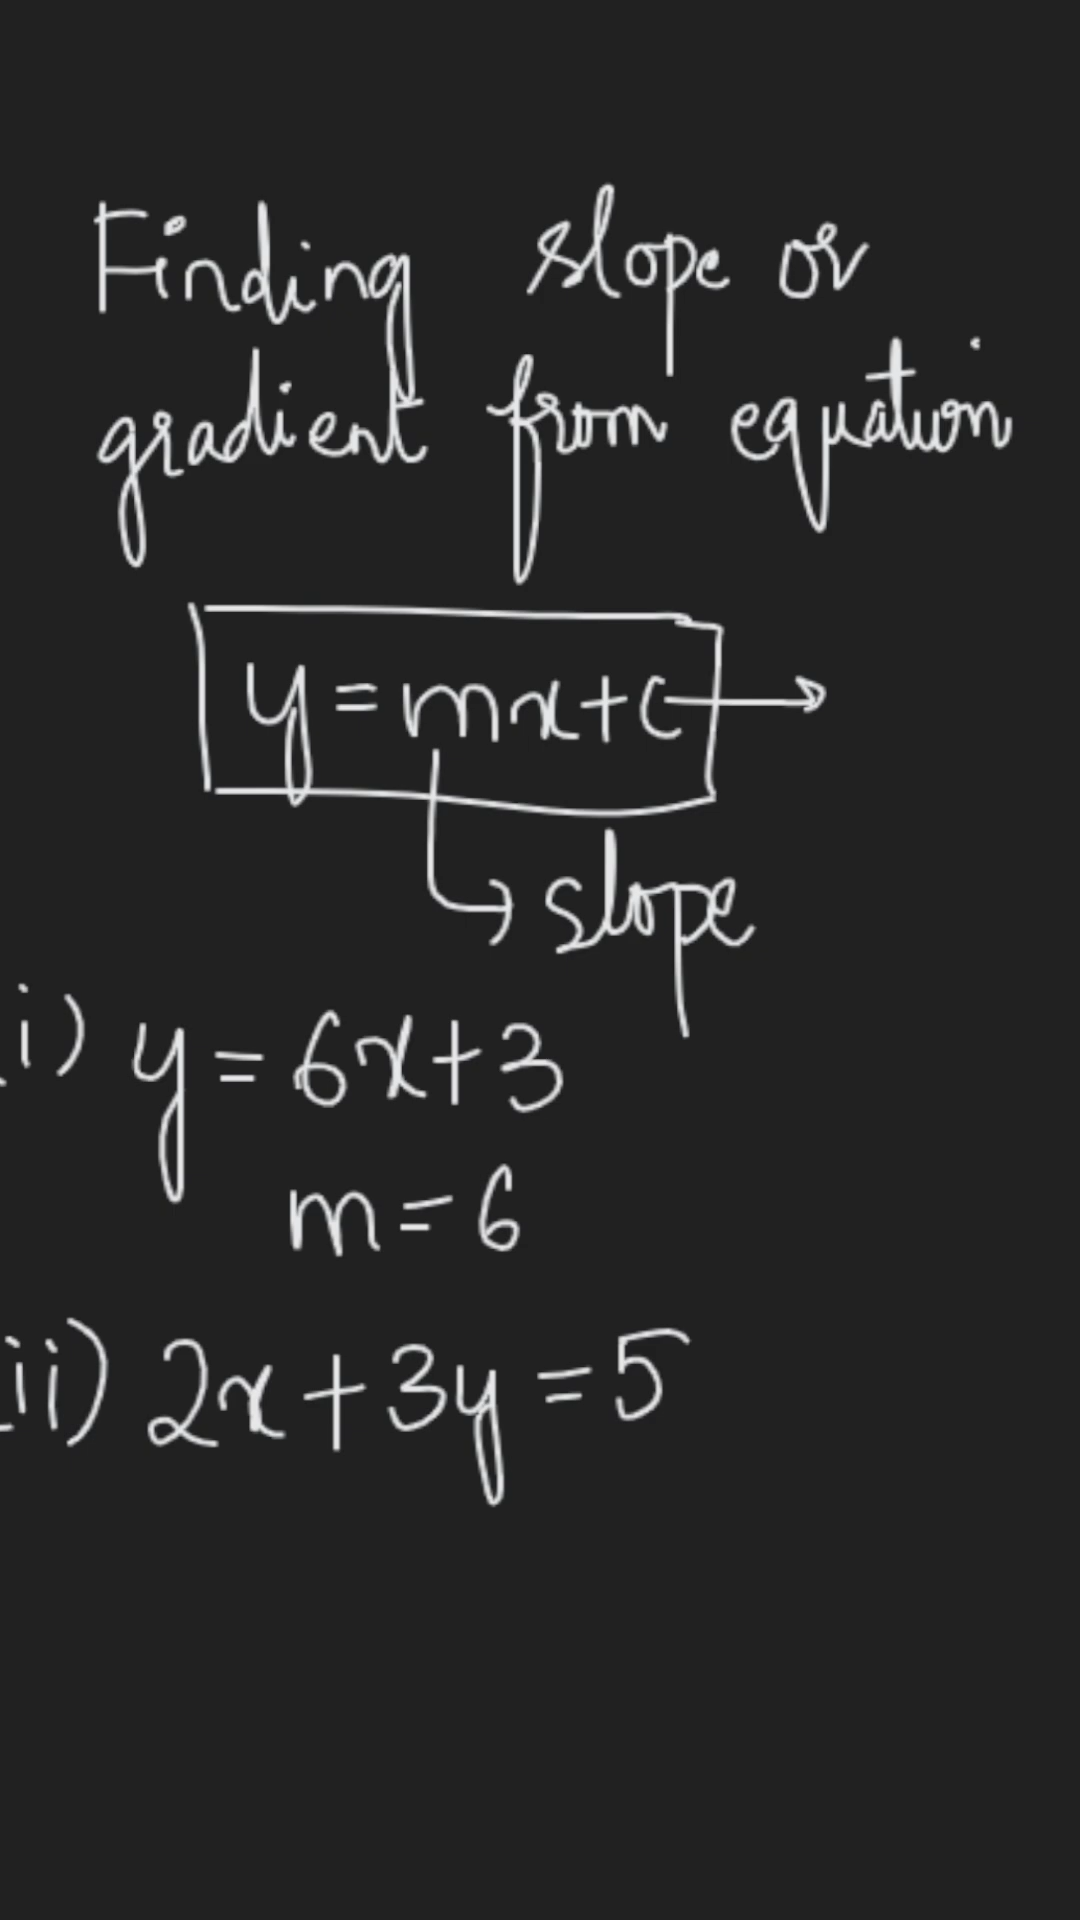 Finding slope or
gradient from equation
y = mx + c →
↳ slope
i) y = 6x + 3
m = 6
ii) 2x + 3y = 5